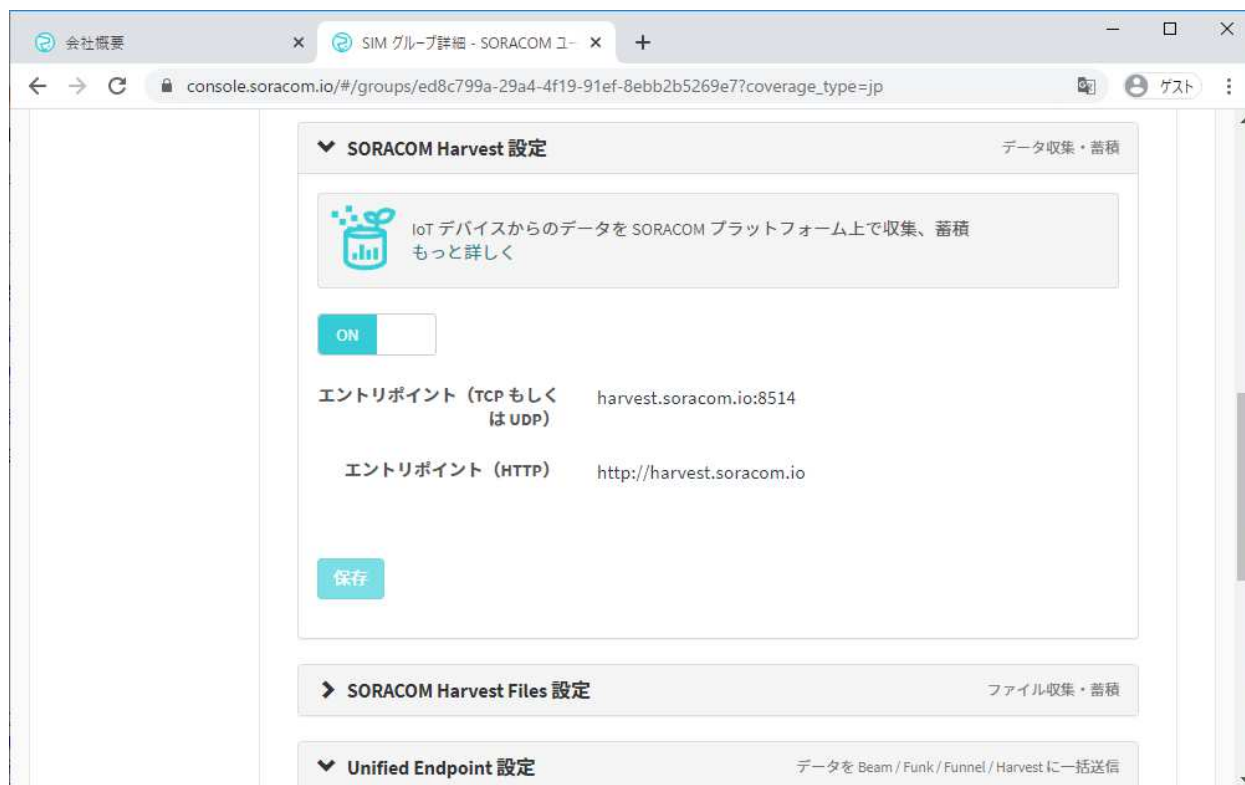 会社概要
SIM グループ詳細 - SORACOM ユー
console.soracom.io/#/groups/ed8c799a-29a4-4f19-91ef-8ebb2b5269e7?coverage_type=jp
ゲスト
SORACOM Harvest 設定
データ収集・蓄積
IoT デバイスからのデータを SORACOM プラットフォーム上で収集、蓄積
もっと詳しく
ON
エントリポイント（TCP もしく
は UDP）
harvest.soracom.io:8514
エントリポイント（HTTP）
http://harvest.soracom.io
保存
SORACOM Harvest Files 設定
ファイル収集・蓄積
Unified Endpoint 設定
データを Beam / Funk / Funnel / Harvest に一括送信